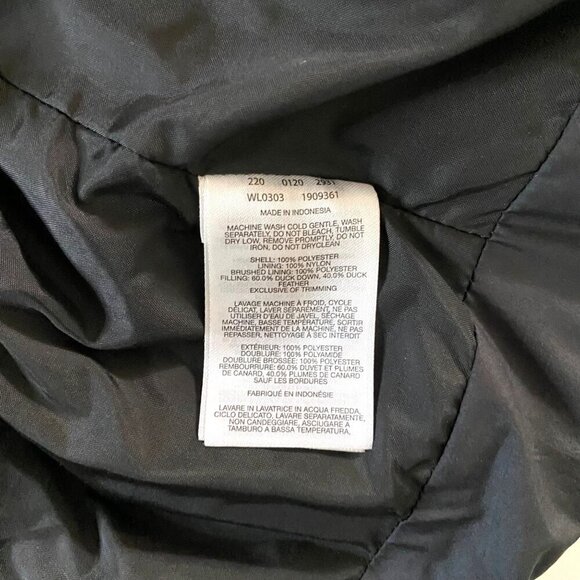 220 0120 2931
WL0303 1909361
MADE IN INDONESIA
MACHINE WASH COLD GENTLE, WASH
SEPARATELY, DO NOT BLEACH, TUMBLE
DRY LOW, REMOVE PROMPTLY, DO NOT
IRON, DO NOT DRYCLEAN
SHELL: 100% POLYESTER
LINING: 100% NYLON
BRUSHED LINING: 100% POLYESTER
FILLING: 60.0% DUCK DOWN, 40.0% DUCK
FEATHER
EXCLUSIVE OF TRIMMING
LAVAGE MACHINE À FROID, CYCLE
DÉLICAT, LAVER SÉPARÉMENT, NE PAS
UTILISER D'EAU DE JAVEL, SÉCHAGE
MACHINE, BASSE TEMPÉRATURE, SORTIR
IMMÉDIATEMENT DE LA MACHINE, NE PAS
REPASSER, NETTOYAGE À SEC INTERDIT
EXTÉRIEUR: 100% POLYESTER
DOUBLURE: 100% POLYAMIDE
DOUBLURE BROSSÉE: 100% POLYESTER
REMBOURRURE: 60.0% DUVET ET PLUMES
DE CANARD, 40.0% PLUMES DE CANARD
SAUF LES BORDURES
FABRIQUÉ EN INDONÉSIE
LAVARE IN LAVATRICE IN ACQUA FREDDA,
CICLO DELICATO, LAVARE SEPARATAMENTE,
NON CANDEGGIARE, ASCIUGARE A
TAMBURO A BASSA TEMPERATURA,